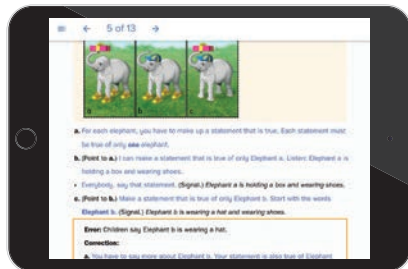 5 of 13
a b c
a. For each elephant, you have to make up a statement that is true. Each statement must
be true of only one elephant.
b. (Point to a.) I can make a statement that is true of only Elephant a. Listen: Elephant a is
holding a box and wearing shoes.
• Everybody, say that statement. (Signal.) Elephant a is holding a box and wearing shoes.
c. (Point to b.) Make a statement that is true of only Elephant b. Start with the words
Elephant b. (Signal.) Elephant b is wearing a hat and wearing shoes.
Error: Children say Elephant b is wearing a hat.
Correction:
a. You have to say more about Elephant b. Your statement is also true of Elephant